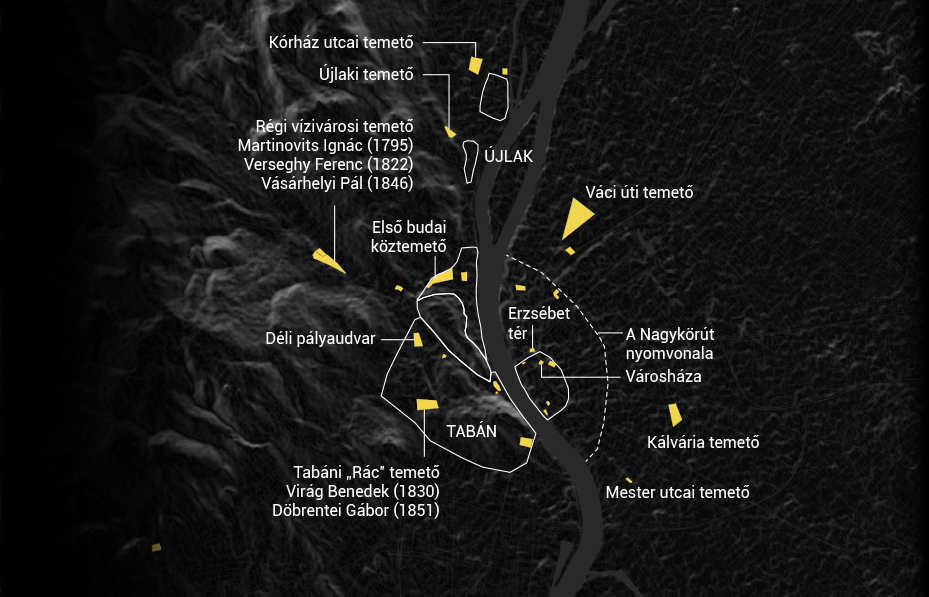 Kórház utcai temető
Újlaki temető
Régi vízivárosi temető
Martinovits Ignác (1795)
Verseghy Ferenc (1822)
Vásárhelyi Pál (1846)
ÚJLAK
Váci úti temető
Első budai
köztemető
Erzsébet
tér
Déli pályaudvar
A Nagykörút
nyomvonala
Városháza
TABÁN
Kálvária temető
Tabáni „Rác” temető
Virág Benedek (1830)
Döbrentei Gábor (1851)
Mester utcai temető